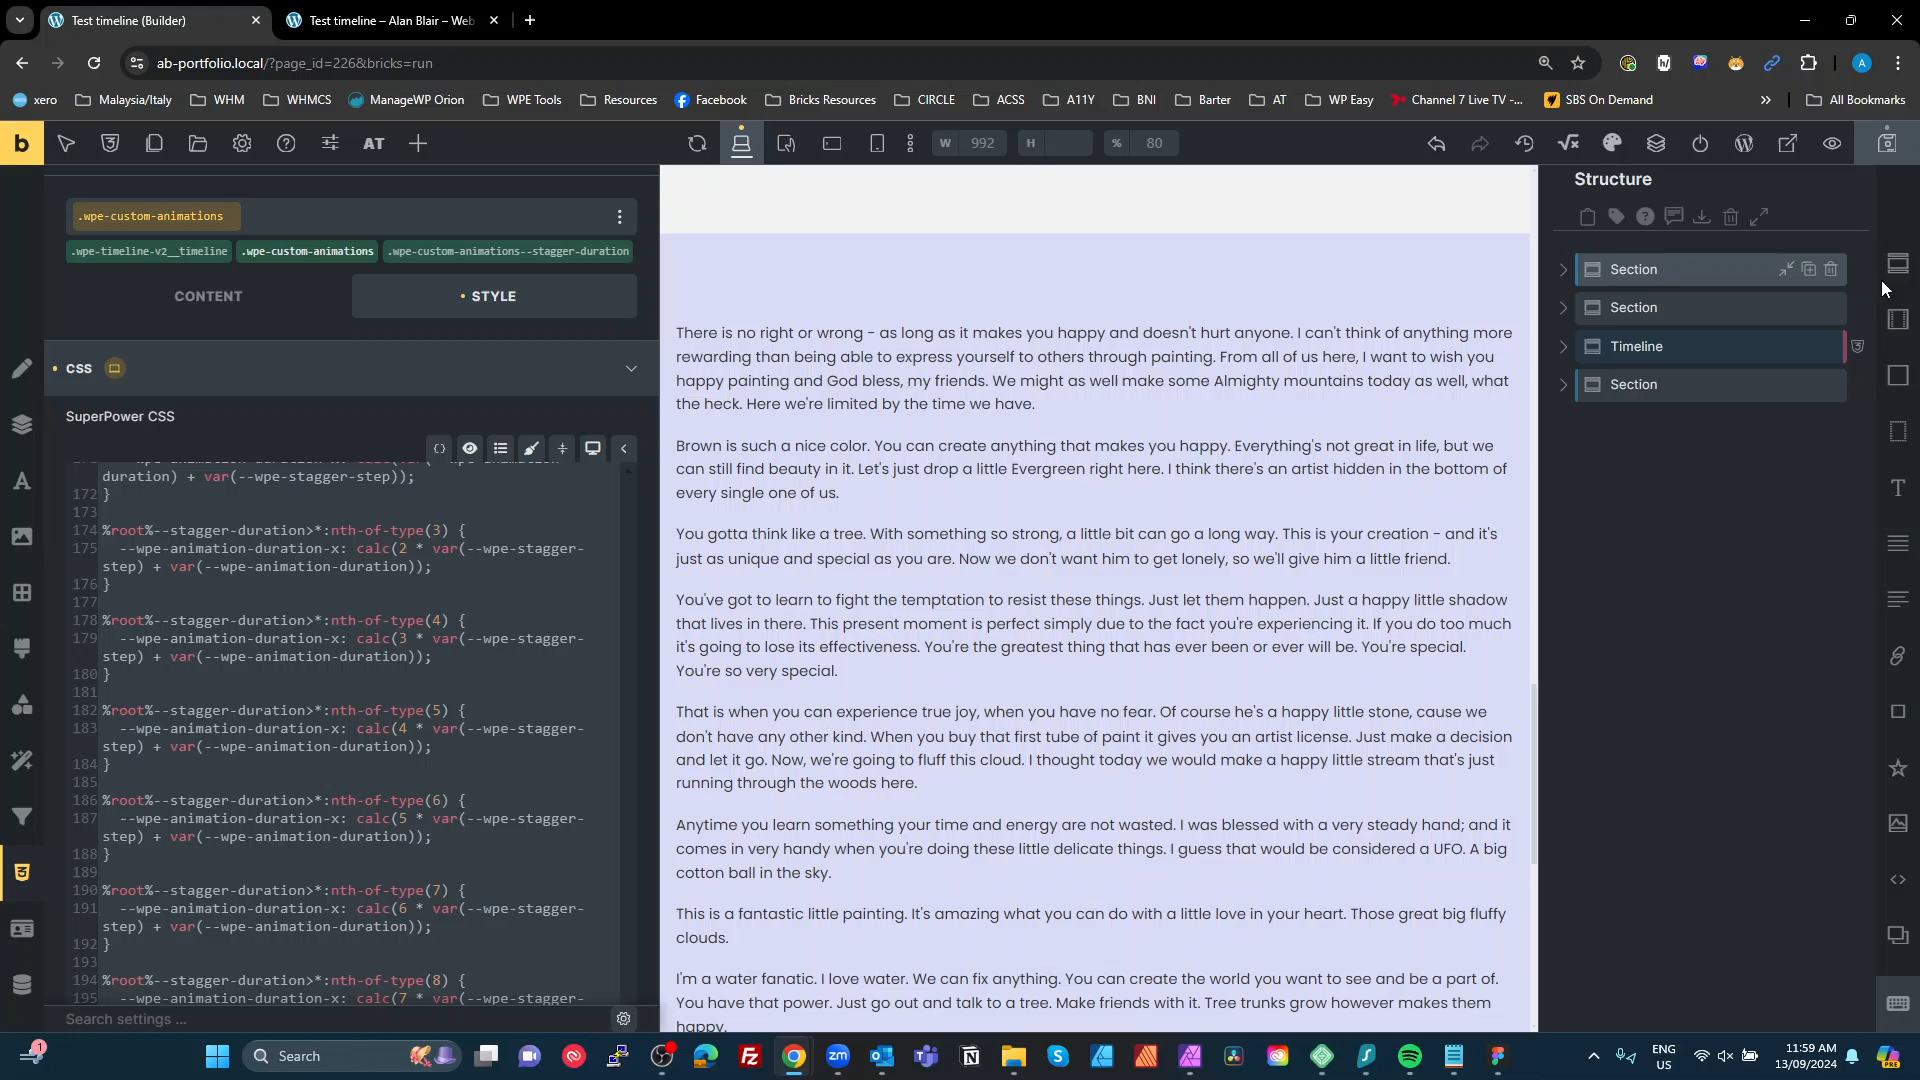 Test timeline (Builder)
Test timeline – Alan Blair – Web
ab-portfolio.local/?page_id=226&bricks=run
A
xero
Malaysia/Italy
WHM
WHMCS
ManageWP Orion
WPE Tools
Resources
Facebook
Bricks Resources
CIRCLE
ACSS
A11Y
BNI
Barter
AT
WP Easy
Channel 7 Live TV -...
SBS On Demand
All Bookmarks
b
AT
W 992
H
% 80
.wpe-custom-animations
.wpe-timeline-v2__timeline
.wpe-custom-animations
.wpe-custom-animations--stagger-duration
CONTENT
STYLE
CSS
SuperPower CSS
duration) + var(--wpe-stagger-step));
172 }
173
174 %root%--stagger-duration>*:nth-of-type(3) {
175 --wpe-animation-duration-x: calc(2 * var(--wpe-stagger-
step) + var(--wpe-animation-duration));
176 }
177
178 %root%--stagger-duration>*:nth-of-type(4) {
179 --wpe-animation-duration-x: calc(3 * var(--wpe-stagger-
step) + var(--wpe-animation-duration));
180 }
181
182 %root%--stagger-duration>*:nth-of-type(5) {
183 --wpe-animation-duration-x: calc(4 * var(--wpe-stagger-
step) + var(--wpe-animation-duration));
184 }
185
186 %root%--stagger-duration>*:nth-of-type(6) {
187 --wpe-animation-duration-x: calc(5 * var(--wpe-stagger-
step) + var(--wpe-animation-duration));
188 }
189
190 %root%--stagger-duration>*:nth-of-type(7) {
191 --wpe-animation-duration-x: calc(6 * var(--wpe-stagger-
step) + var(--wpe-animation-duration));
192 }
193
194 %root%--stagger-duration>*:nth-of-type(8) {
195 --wpe-animation-duration-x: calc(7 * var(--wpe-stagger-
Search settings ...
There is no right or wrong - as long as it makes you happy and doesn't hurt anyone. I can't think of anything more
rewarding than being able to express yourself to others through painting. From all of us here, I want to wish you
happy painting and God bless, my friends. We might as well make some Almighty mountains today as well, what
the heck. Here we're limited by the time we have.
Brown is such a nice color. You can create anything that makes you happy. Everything's not great in life, but we
can still find beauty in it. Let's just drop a little Evergreen right here. I think there's an artist hidden in the bottom of
every single one of us.
You gotta think like a tree. With something so strong, a little bit can go a long way. This is your creation - and it's
just as unique and special as you are. Now we don't want him to get lonely, so we'll give him a little friend.
You've got to learn to fight the temptation to resist these things. Just let them happen. Just a happy little shadow
that lives in there. This present moment is perfect simply due to the fact you're experiencing it. If you do too much
it's going to lose its effectiveness. You're the greatest thing that has ever been or ever will be. You're special.
You're so very special.
That is when you can experience true joy, when you have no fear. Of course he's a happy little stone, cause we
don't have any other kind. When you buy that first tube of paint it gives you an artist license. Just make a decision
and let it go. Now, we're going to fluff this cloud. I thought today we would make a happy little stream that's just
running through the woods here.
Anytime you learn something your time and energy are not wasted. I was blessed with a very steady hand; and it
comes in very handy when you're doing these little delicate things. I guess that would be considered a UFO. A big
cotton ball in the sky.
This is a fantastic little painting. It's amazing what you can do with a little love in your heart. Those great big fluffy
clouds.
I'm a water fanatic. I love water. We can fix anything. You can create the world you want to see and be a part of.
You have that power. Just go out and talk to a tree. Make friends with it. Tree trunks grow however makes them
happy.
Structure
Section
Section
Timeline
Section
1
Search
ENG
US
11:59 AM
13/09/2024